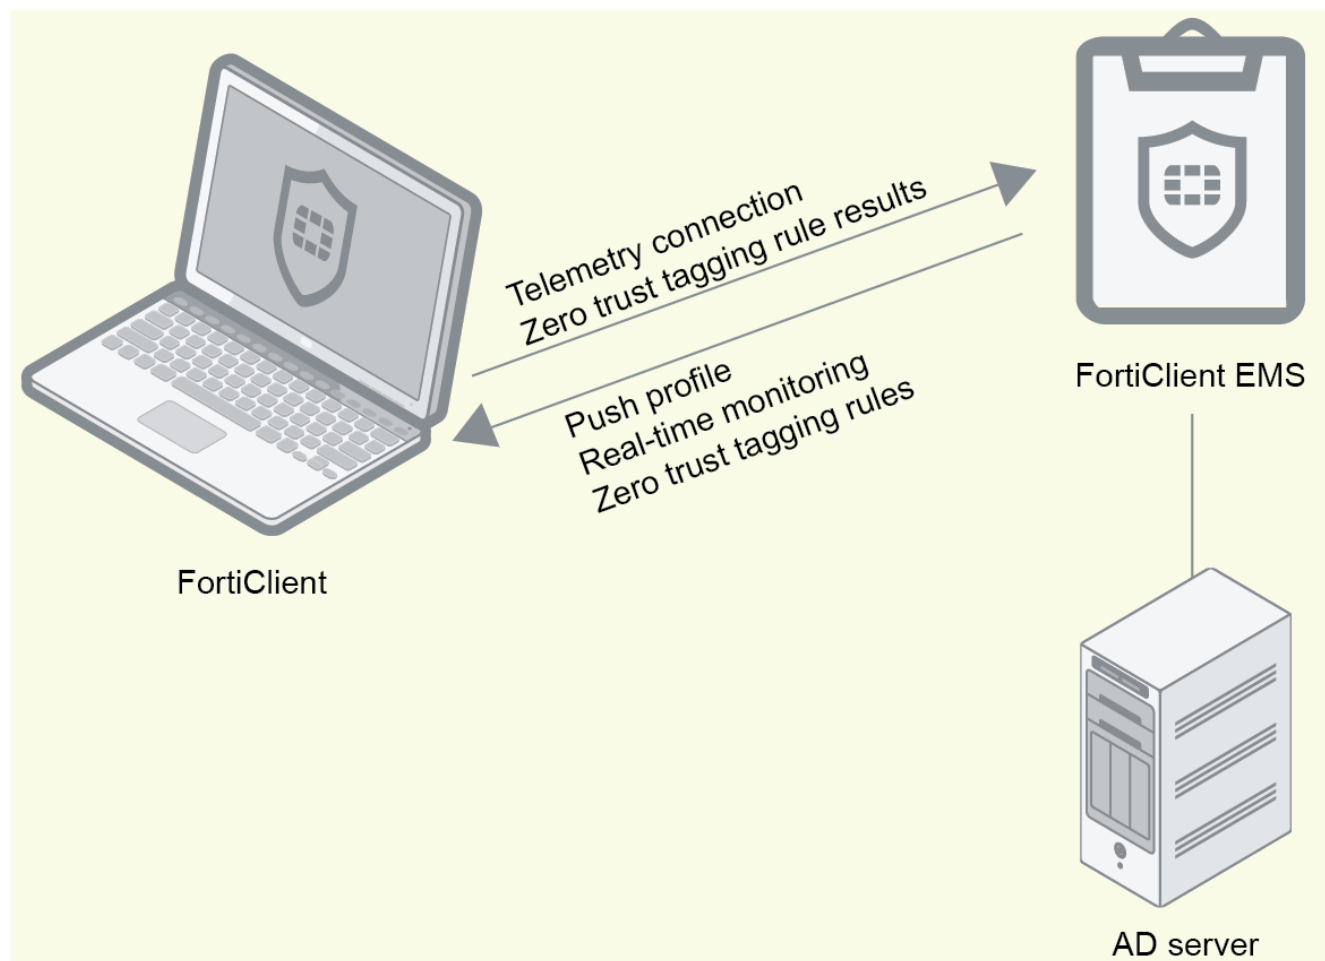 Telemetry connection
Zero trust tagging rule results
Push profile
Real-time monitoring
Zero trust tagging rules
FortiClient EMS
FortiClient
AD server